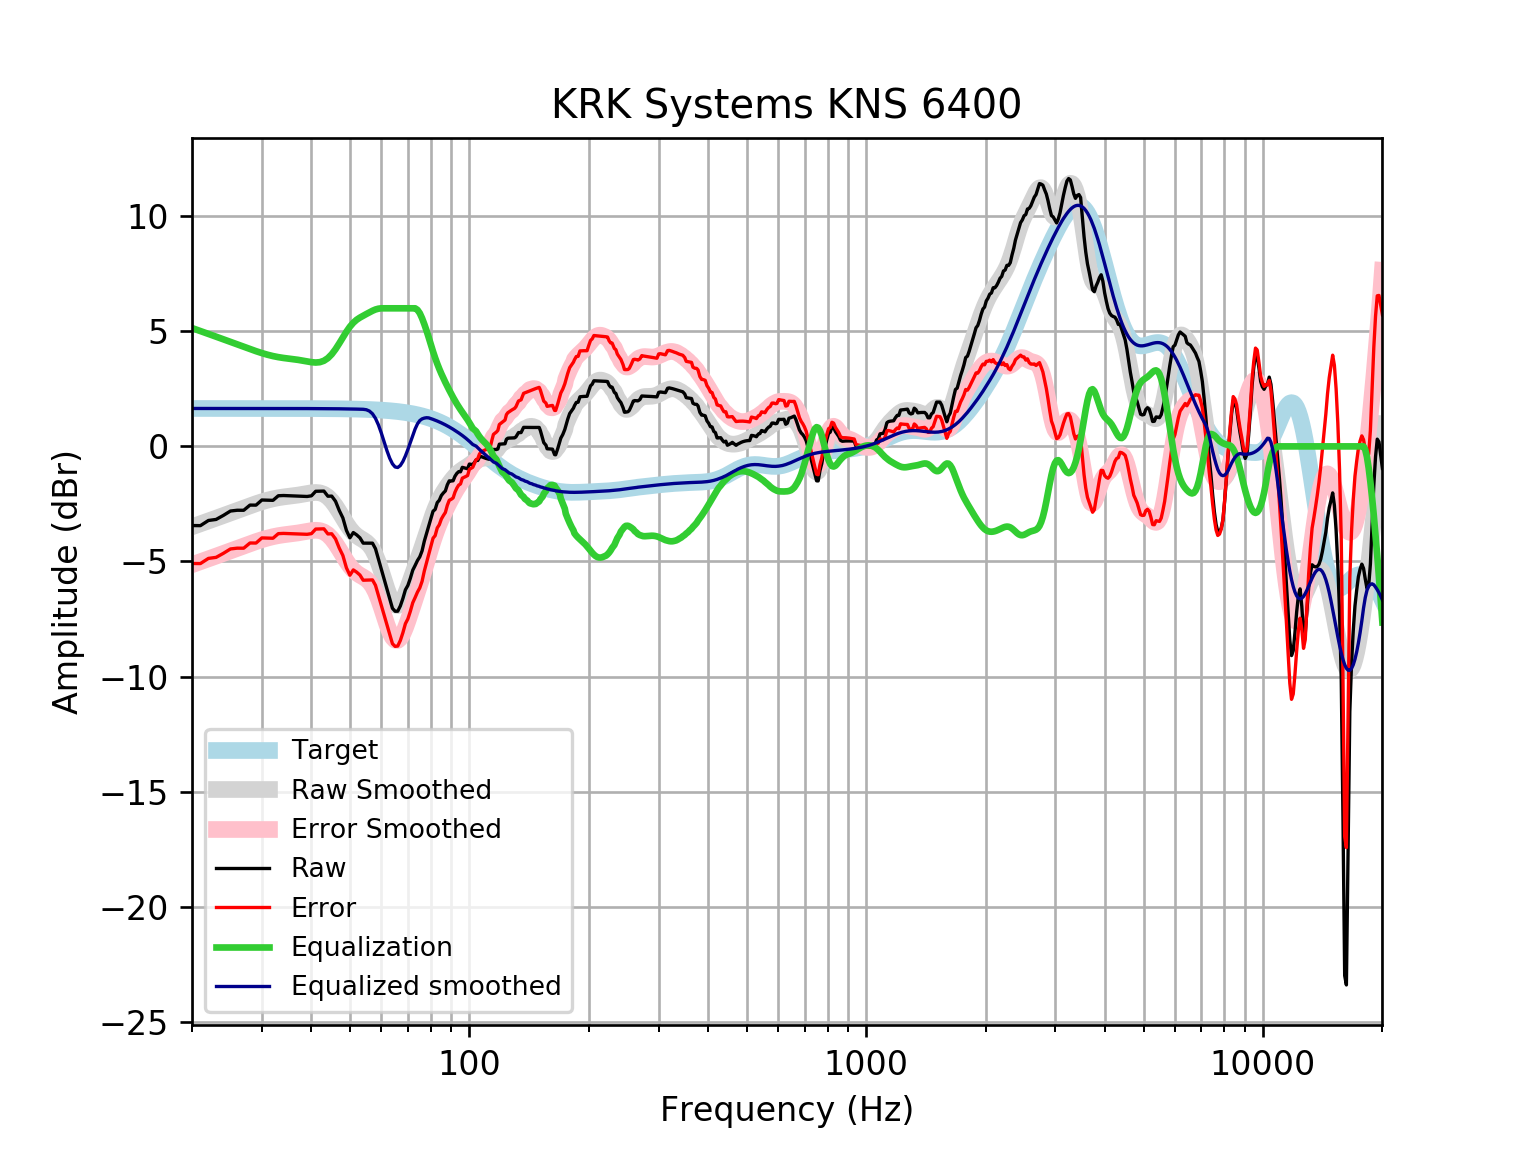 KRK Systems KNS 6400
10
5
0
−5
−10
−15
−20
−25
Amplitude (dBr)
Target
Raw Smoothed
Error Smoothed
Raw
Error
Equalization
Equalized smoothed
100
1000
10000
Frequency (Hz)